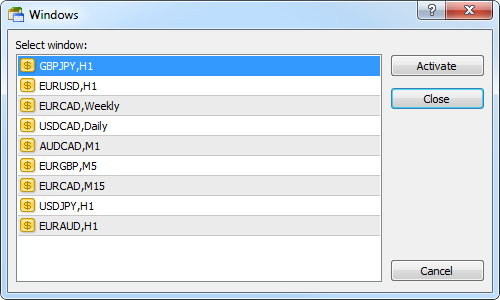 Windows
Select window:
GBPJPY,H1
EURUSD,H1
EURCAD,Weekly
USDCAD,Daily
AUDCAD,M1
EURGBP,M5
EURCAD,M15
USDJPY,H1
EURAUD,H1
Activate
Close
Cancel